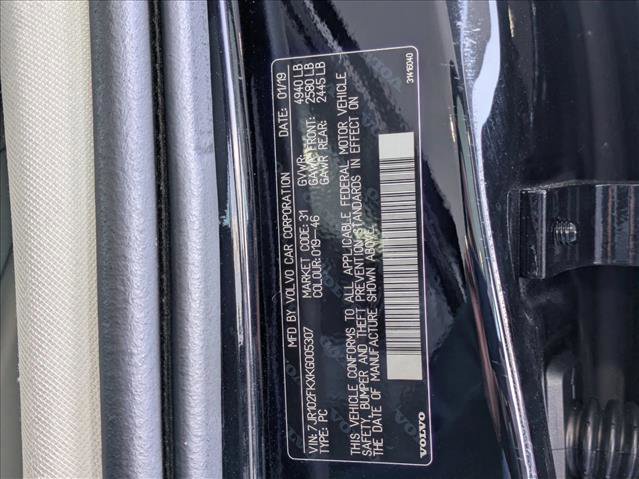 MFD BY VOLVO CAR CORPORATION DATE: 01/19
VIN: 7JR102FKXKG005307 MARKET CODE: 31 GVWR: 4940 LB
TYPE: PC COLOUR: 019-46 GAWR FRONT: 2580 LB
GAWR REAR: 2445 LB
THIS VEHICLE CONFORMS TO ALL APPLICABLE FEDERAL MOTOR VEHICLE
SAFETY, BUMPER AND THEFT PREVENTION STANDARDS IN EFFECT ON
THE DATE OF MANUFACTURE SHOWN ABOVE.
VOLVO 31416040